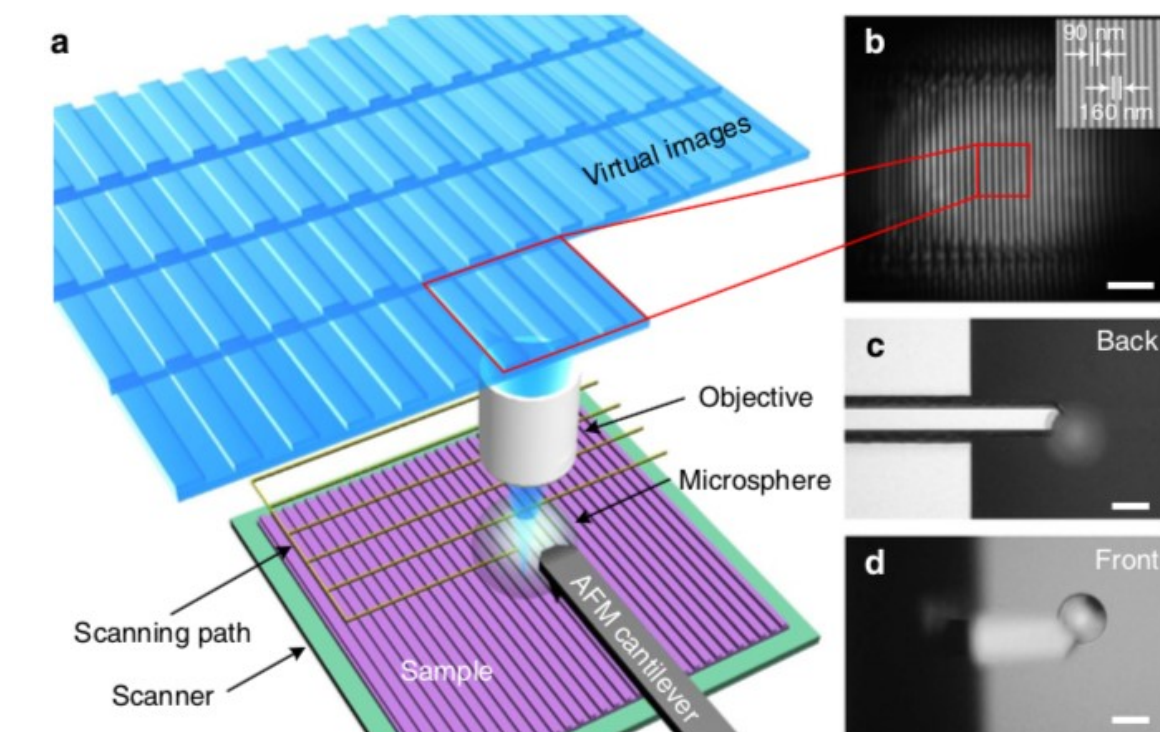 a
Virtual images
Objective
Microsphere
Scanning path
Scanner
Sample
AFM cantilever
b
90 nm
160 nm
c
Back
d
Front